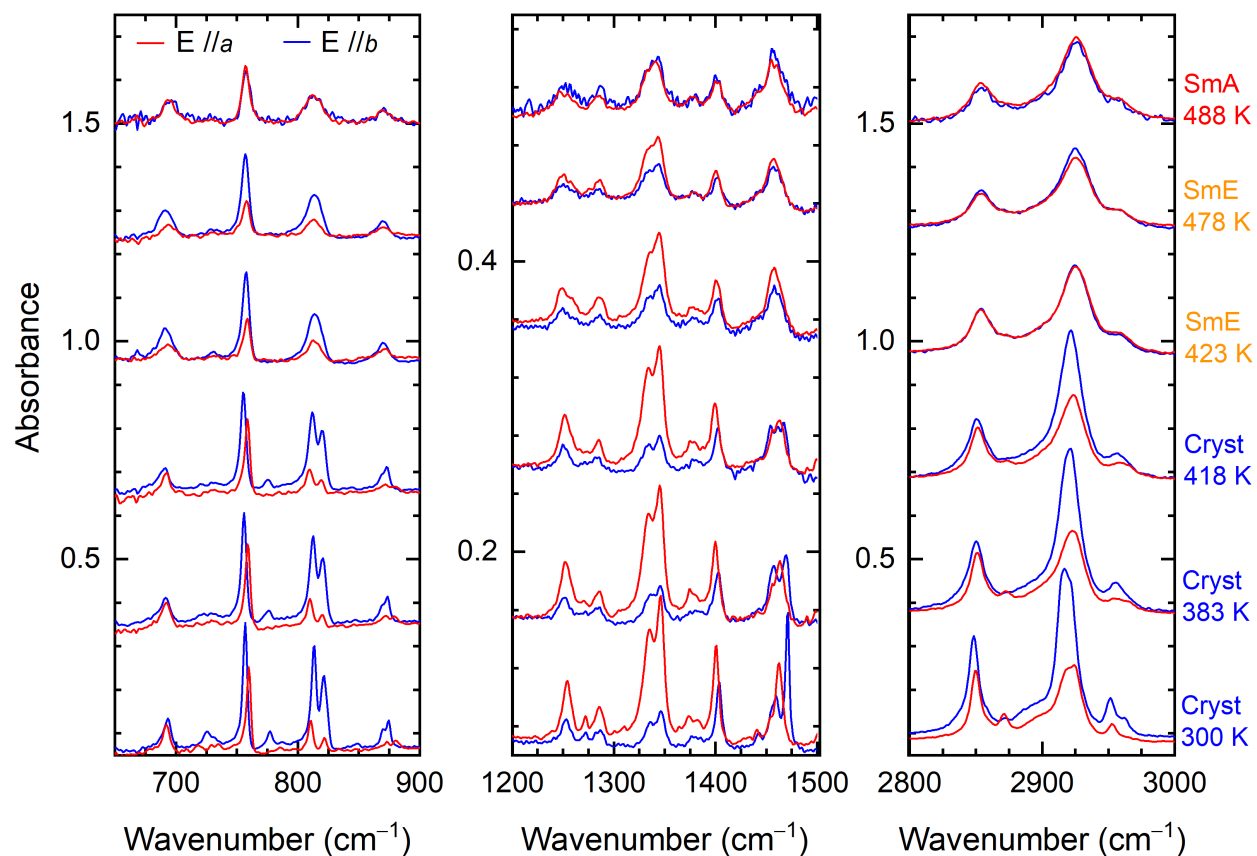 E //a
E //b
Absorbance
1.5
1.0
0.5
700
800
900
Wavenumber (cm−1)
0.4
0.2
1200
1300
1400
1500
Wavenumber (cm−1)
1.5
1.0
0.5
2800
2900
3000
Wavenumber (cm−1)
SmA
488 K
SmE
478 K
SmE
423 K
Cryst
418 K
Cryst
383 K
Cryst
300 K